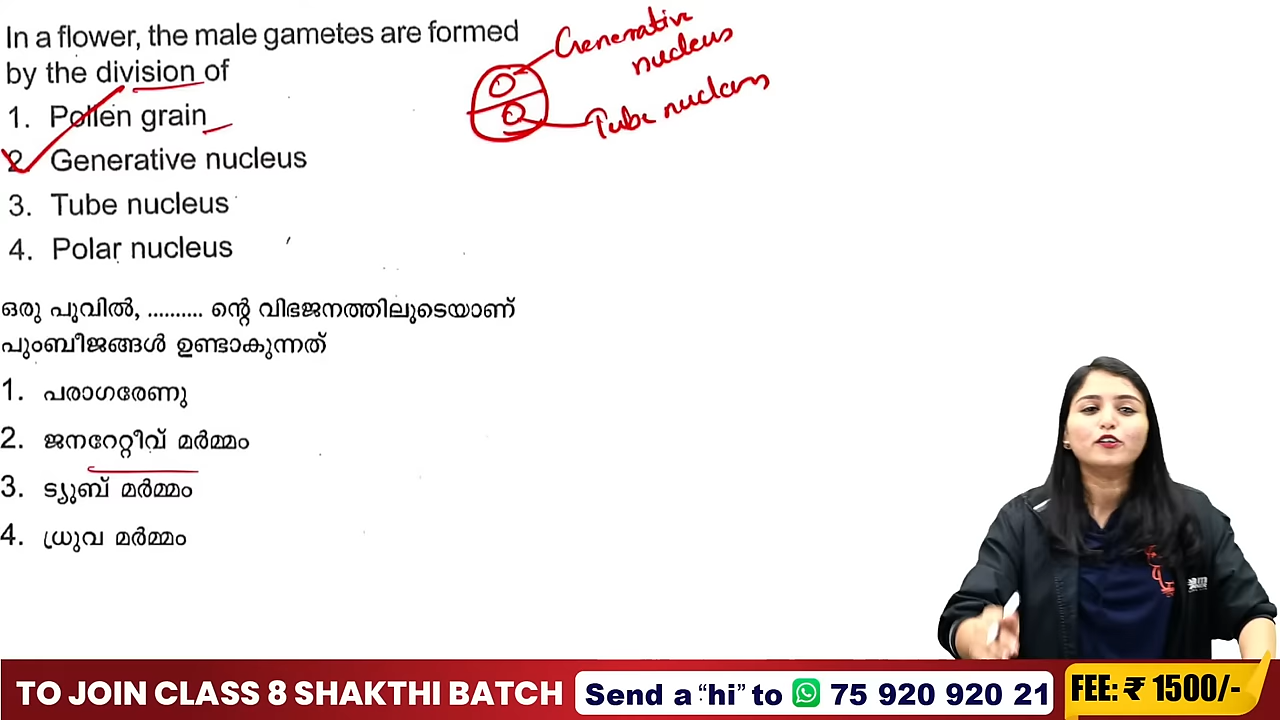 In a flower, the male gametes are formed
by the division of
1. Pollen grain
2. Generative nucleus
3. Tube nucleus
4. Polar nucleus
Generative
nucleus
Tube nucleus
ഒരു പൂവിൽ, .......... ന്റെ വിഭജനത്തിലൂടെയാണ്
പുംബീജങ്ങൾ ഉണ്ടാകുന്നത്
1. പരാഗരേണു
2. ജനറേറ്റീവ് മർമ്മം
3. ട്യൂബ് മർമ്മം
4. ധ്രുവ മർമ്മം
TO JOIN CLASS 8 SHAKTHI BATCH
Send a “hi” to 75 920 920 21
FEE: ₹ 1500/-